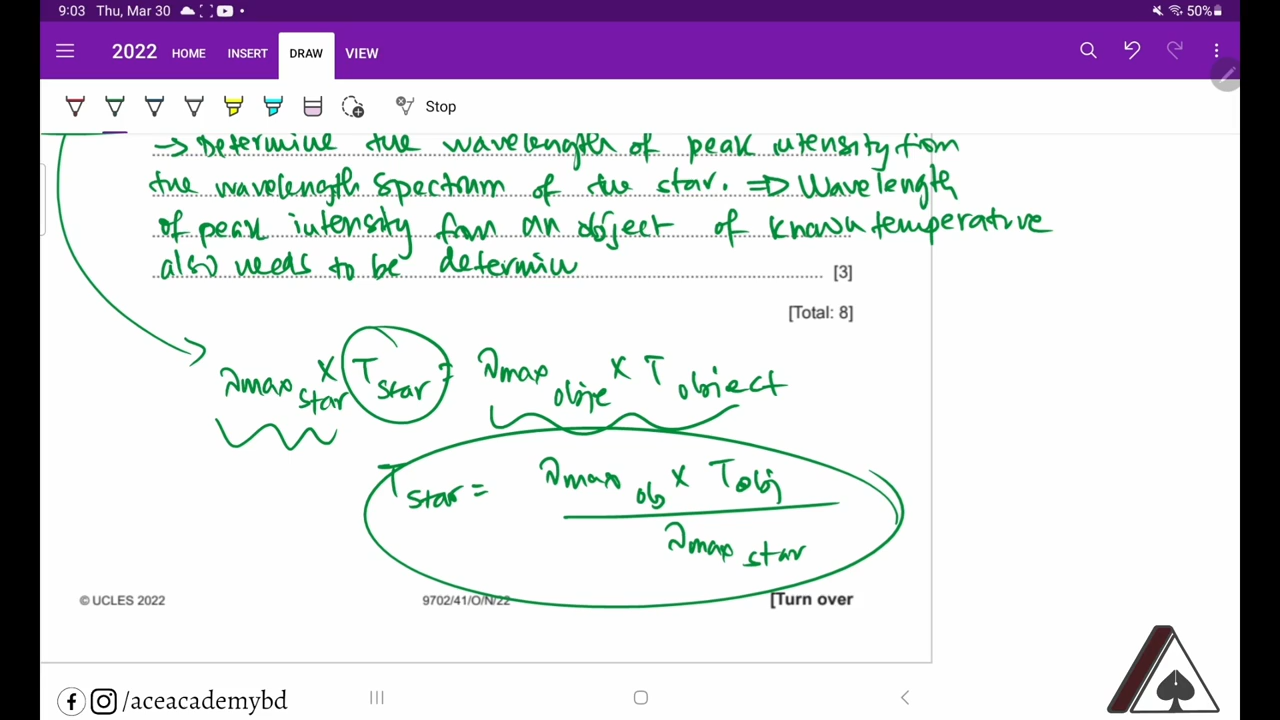 9:03 Thu, Mar 30 50%
2022 HOME INSERT DRAW VIEW
Stop
→ Determine the wavelength of peak intensity from
the wavelength spectrum of the star. ⇒ Wavelength
of peak intensity from an object of known temperature
also needs to be determin
[3]
[Total: 8]
λmax star × T star = λmax obje × T object
T star = λmax ob × T obj
λmax star
© UCLES 2022 9702/41/O/N/22 [Turn over
/aceacademybd